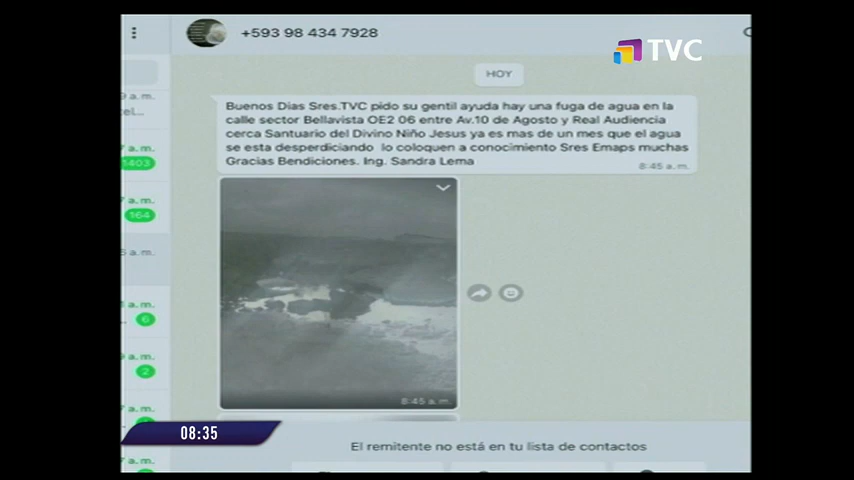 +593 98 434 7928
TVC
HOY
Buenos Dias Sres.TVC pido su gentil ayuda hay una fuga de agua en la
calle sector Bellavista OE2 06 entre Av.10 de Agosto y Real Audiencia
cerca Santuario del Divino Niño Jesus ya es mas de un mes que el agua
se esta desperdiciando lo coloquen a conocimiento Sres Emaps muchas
Gracias Bendiciones. Ing. Sandra Lema
8:45 a. m.
a. m.
a. m.
1403
a. m.
164
a. m.
a. m.
6
a. m.
2
a. m.
a. m.
8:45 a. m.
08:35
El remitente no está en tu lista de contactos